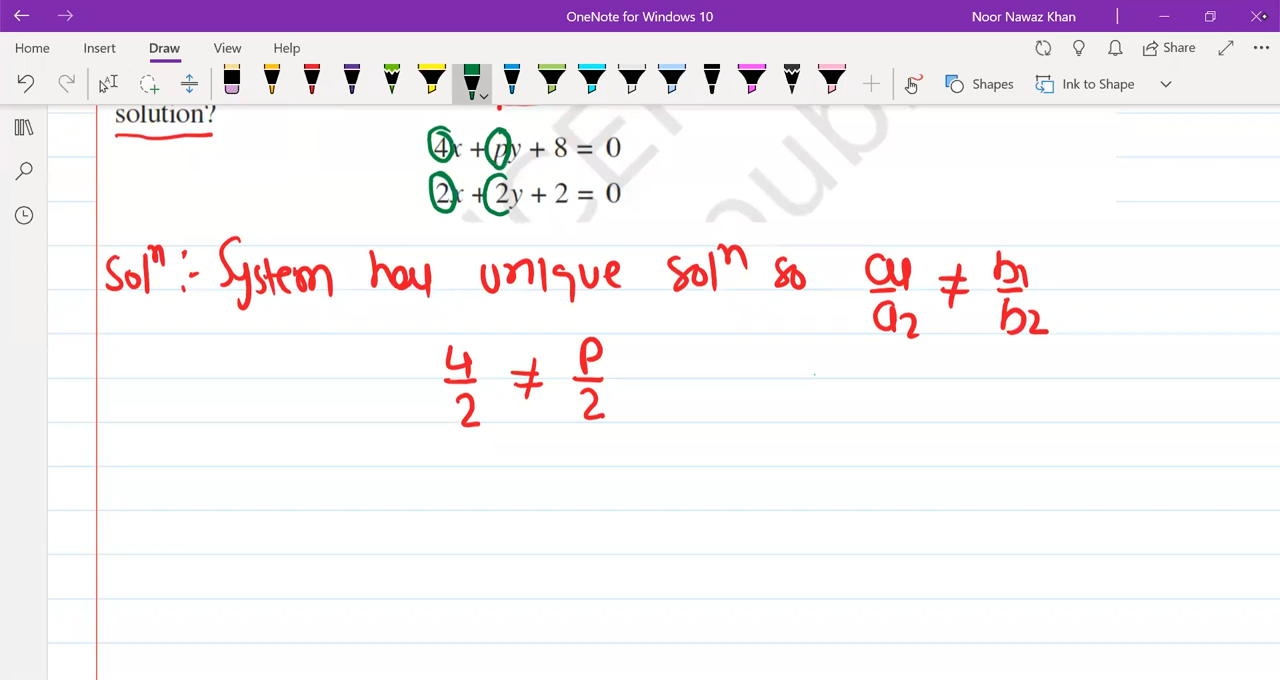 OneNote for Windows 10
Noor Nawaz Khan
Home Insert Draw View Help
Share
Shapes
Ink to Shape
solution?
4x + py + 8 = 0
2x + 2y + 2 = 0
Solⁿ :- System has unique solⁿ so a1/a2 ≠ b1/b2
4/2 ≠ P/2